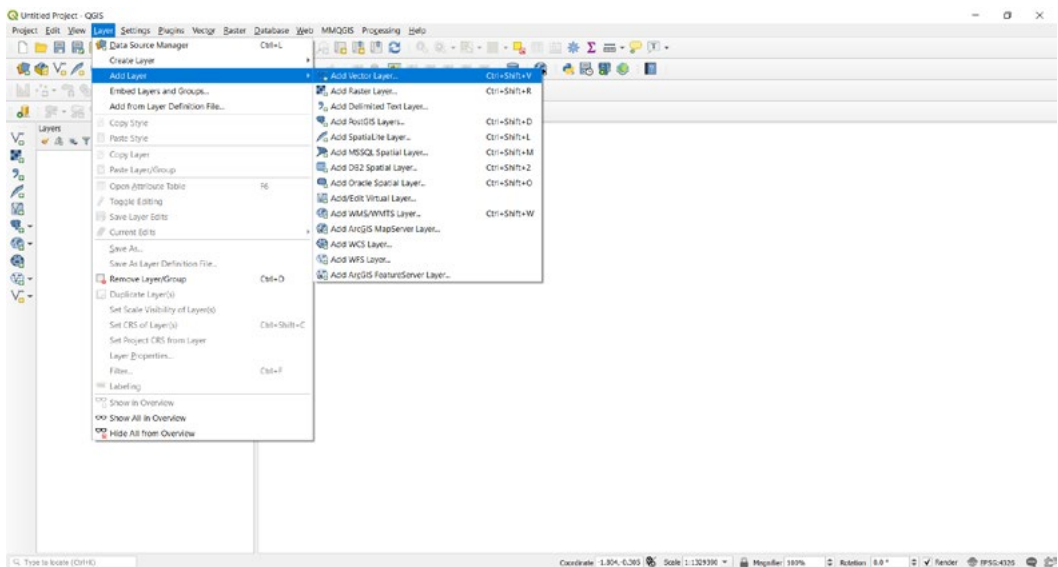 Untitled Project - QGIS
Project Edit View Layer Settings Plugins Vector Raster Database Web MMQGIS Processing Help
Data Source Manager Ctrl+L
Create Layer
Add Layer
Embed Layers and Groups...
Add from Layer Definition File...
Copy Style
Paste Style
Copy Layer
Paste Layer/Group
Open Attribute Table F6
Toggle Editing
Save Layer Edits
Current Edits
Save As...
Save As Layer Definition File...
Remove Layer/Group Ctrl+D
Duplicate Layer(s)
Set Scale Visibility of Layer(s)
Set CRS of Layer(s) Ctrl+Shift+C
Set Project CRS from Layer
Layer Properties...
Filter... Ctrl+F
Labeling
Show in Overview
Show All in Overview
Hide All from Overview
Add Vector Layer... Ctrl+Shift+V
Add Raster Layer... Ctrl+Shift+R
Add Delimited Text Layer...
Add PostGIS Layers... Ctrl+Shift+D
Add SpatiaLite Layer... Ctrl+Shift+L
Add MSSQL Spatial Layer... Ctrl+Shift+M
Add DB2 Spatial Layer... Ctrl+Shift+2
Add Oracle Spatial Layer... Ctrl+Shift+O
Add/Edit Virtual Layer...
Add WMS/WMTS Layer... Ctrl+Shift+W
Add ArcGIS MapServer Layer...
Add WCS Layer...
Add WFS Layer...
Add ArcGIS FeatureServer Layer...
Layers
Type to locate (Ctrl+K)
Coordinate -1.004,-0.305 Scale 1:1329390 Magnifier 100% Rotation 0.0 ° Render EPSG:4326